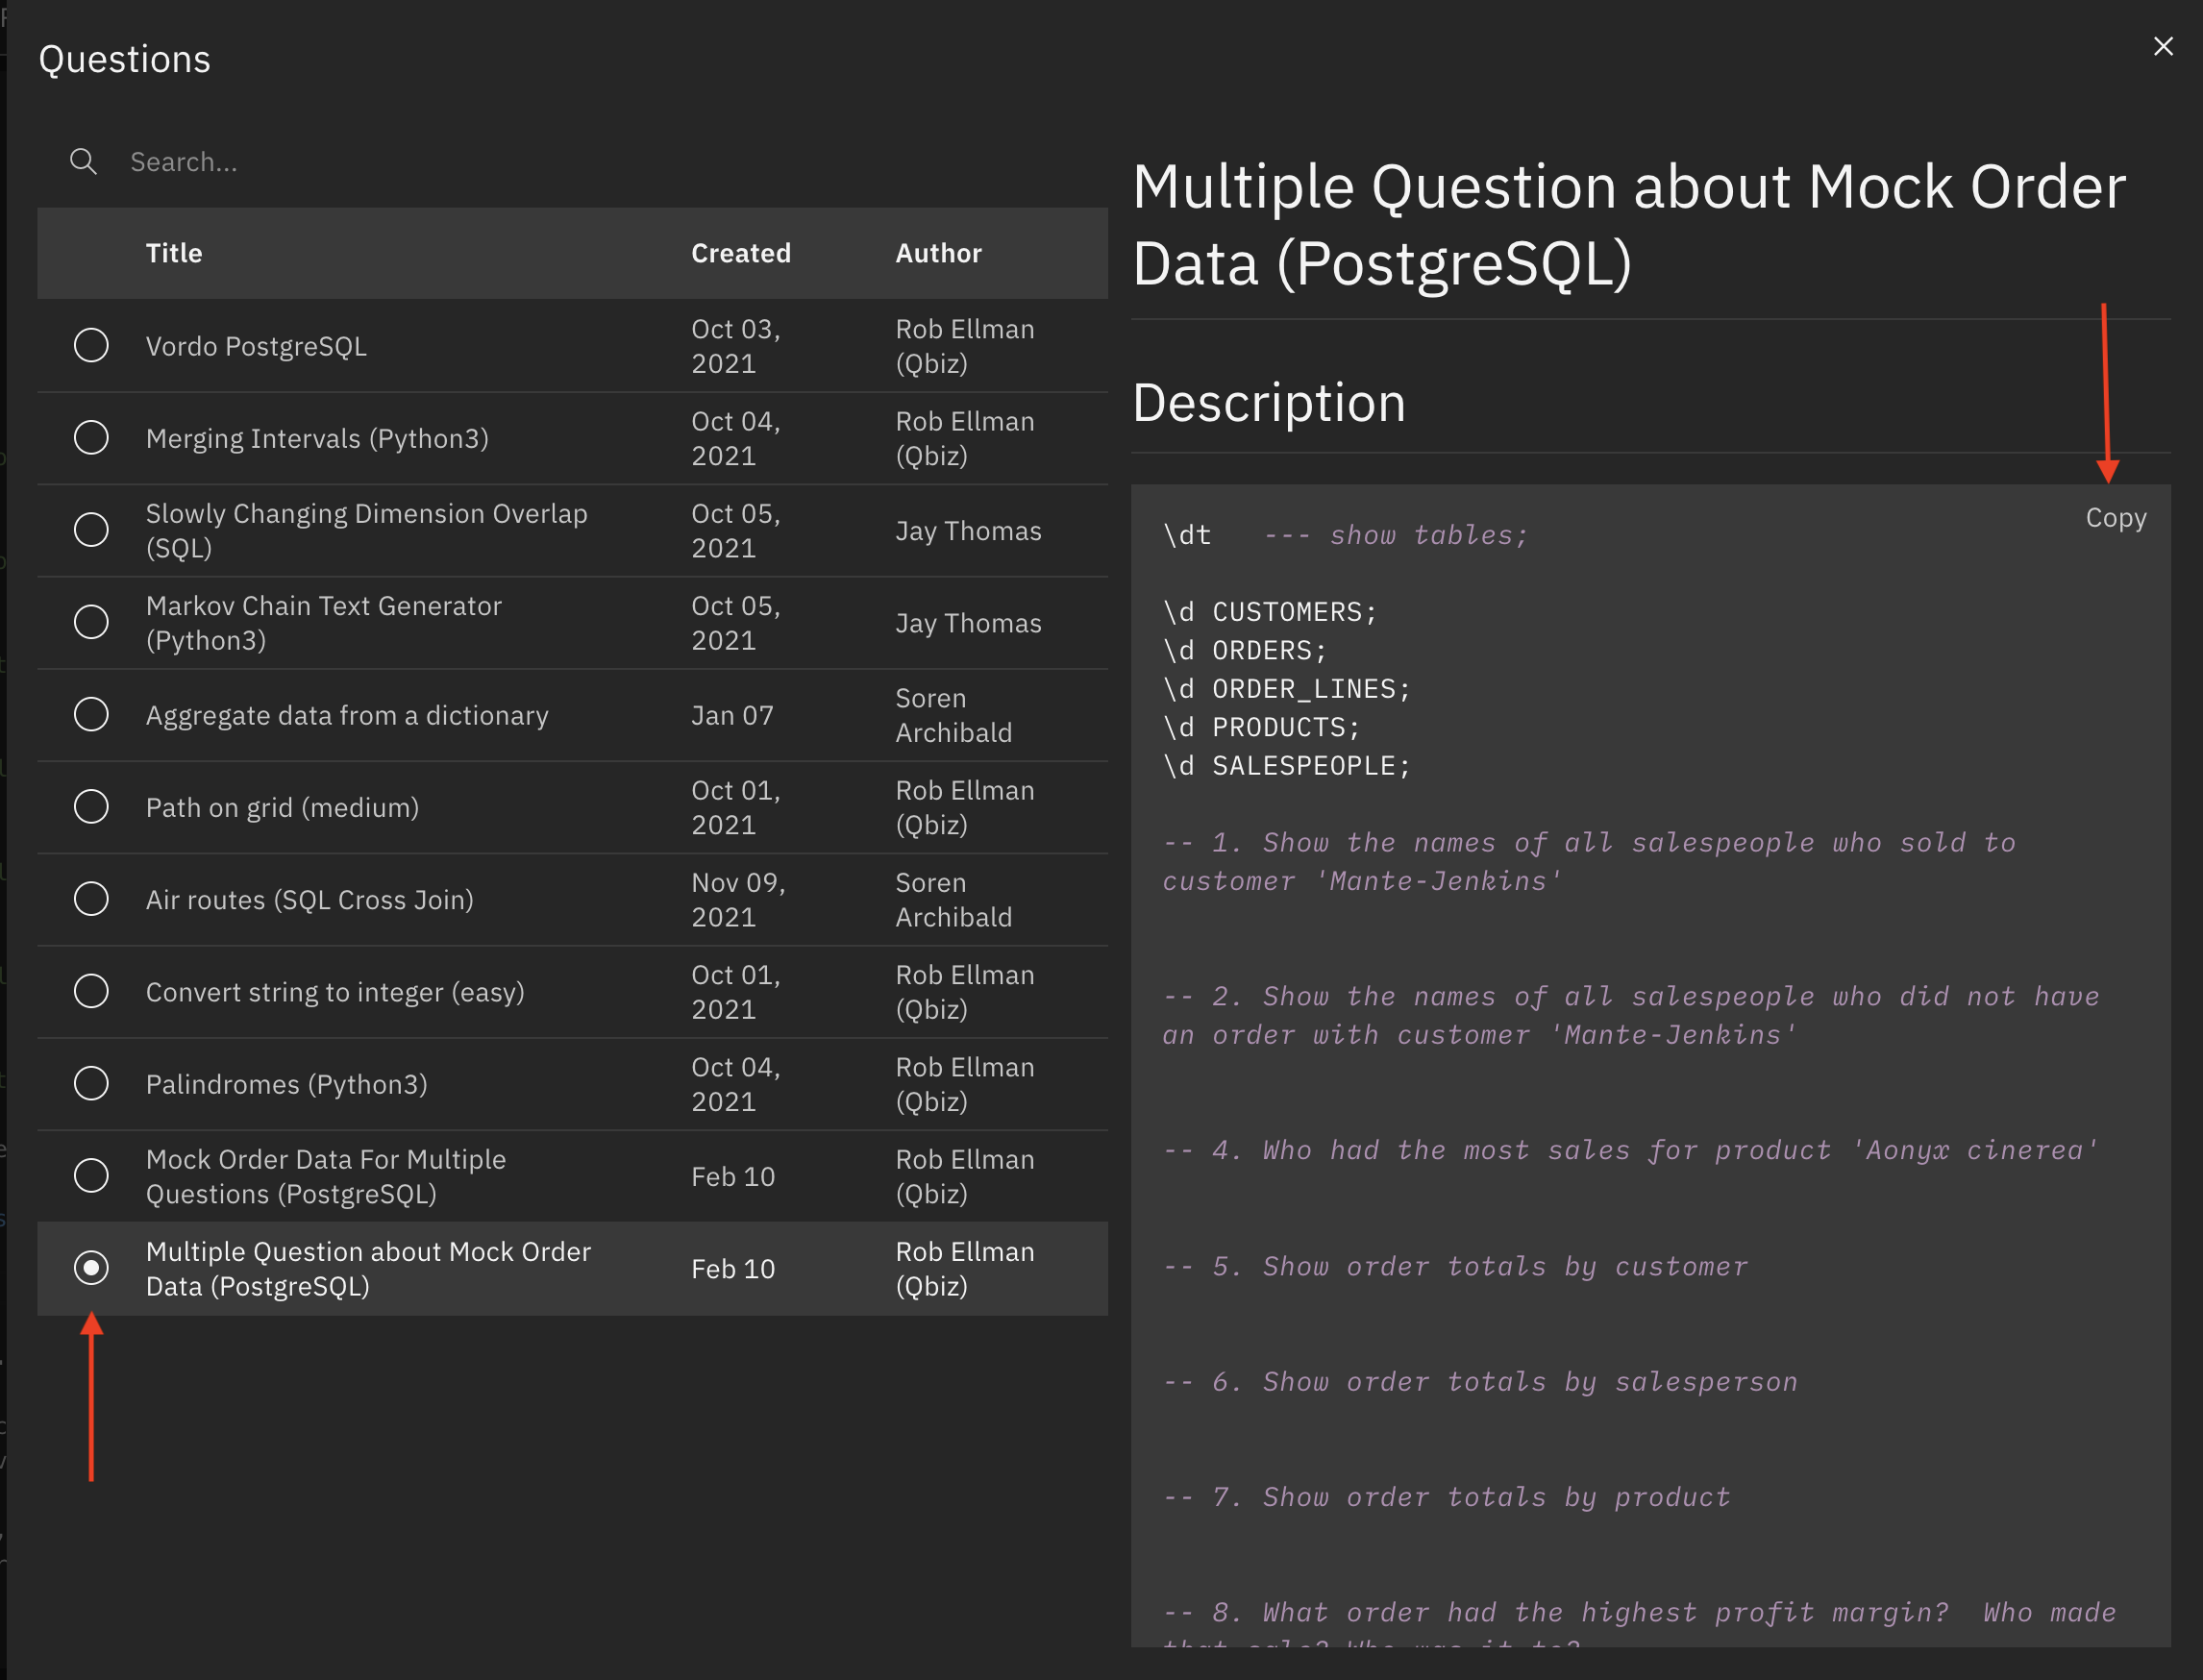 Questions
Search...
Title Created Author
Vordo PostgreSQL Oct 03, 2021 Rob Ellman (Qbiz)
Merging Intervals (Python3) Oct 04, 2021 Rob Ellman (Qbiz)
Slowly Changing Dimension Overlap (SQL) Oct 05, 2021 Jay Thomas
Markov Chain Text Generator (Python3) Oct 05, 2021 Jay Thomas
Aggregate data from a dictionary Jan 07 Soren Archibald
Path on grid (medium) Oct 01, 2021 Rob Ellman (Qbiz)
Air routes (SQL Cross Join) Nov 09, 2021 Soren Archibald
Convert string to integer (easy) Oct 01, 2021 Rob Ellman (Qbiz)
Palindromes (Python3) Oct 04, 2021 Rob Ellman (Qbiz)
Mock Order Data For Multiple Questions (PostgreSQL) Feb 10 Rob Ellman (Qbiz)
Multiple Question about Mock Order Data (PostgreSQL) Feb 10 Rob Ellman (Qbiz)
Multiple Question about Mock Order
Data (PostgreSQL)
Description
Copy
\dt   --- show tables;
\d CUSTOMERS;
\d ORDERS;
\d ORDER_LINES;
\d PRODUCTS;
\d SALESPEOPLE;
-- 1. Show the names of all salespeople who sold to
customer 'Mante-Jenkins'
-- 2. Show the names of all salespeople who did not have
an order with customer 'Mante-Jenkins'
-- 4. Who had the most sales for product 'Aonyx cinerea'
-- 5. Show order totals by customer
-- 6. Show order totals by salesperson
-- 7. Show order totals by product
-- 8. What order had the highest profit margin?  Who made
that sale? Who was it to?